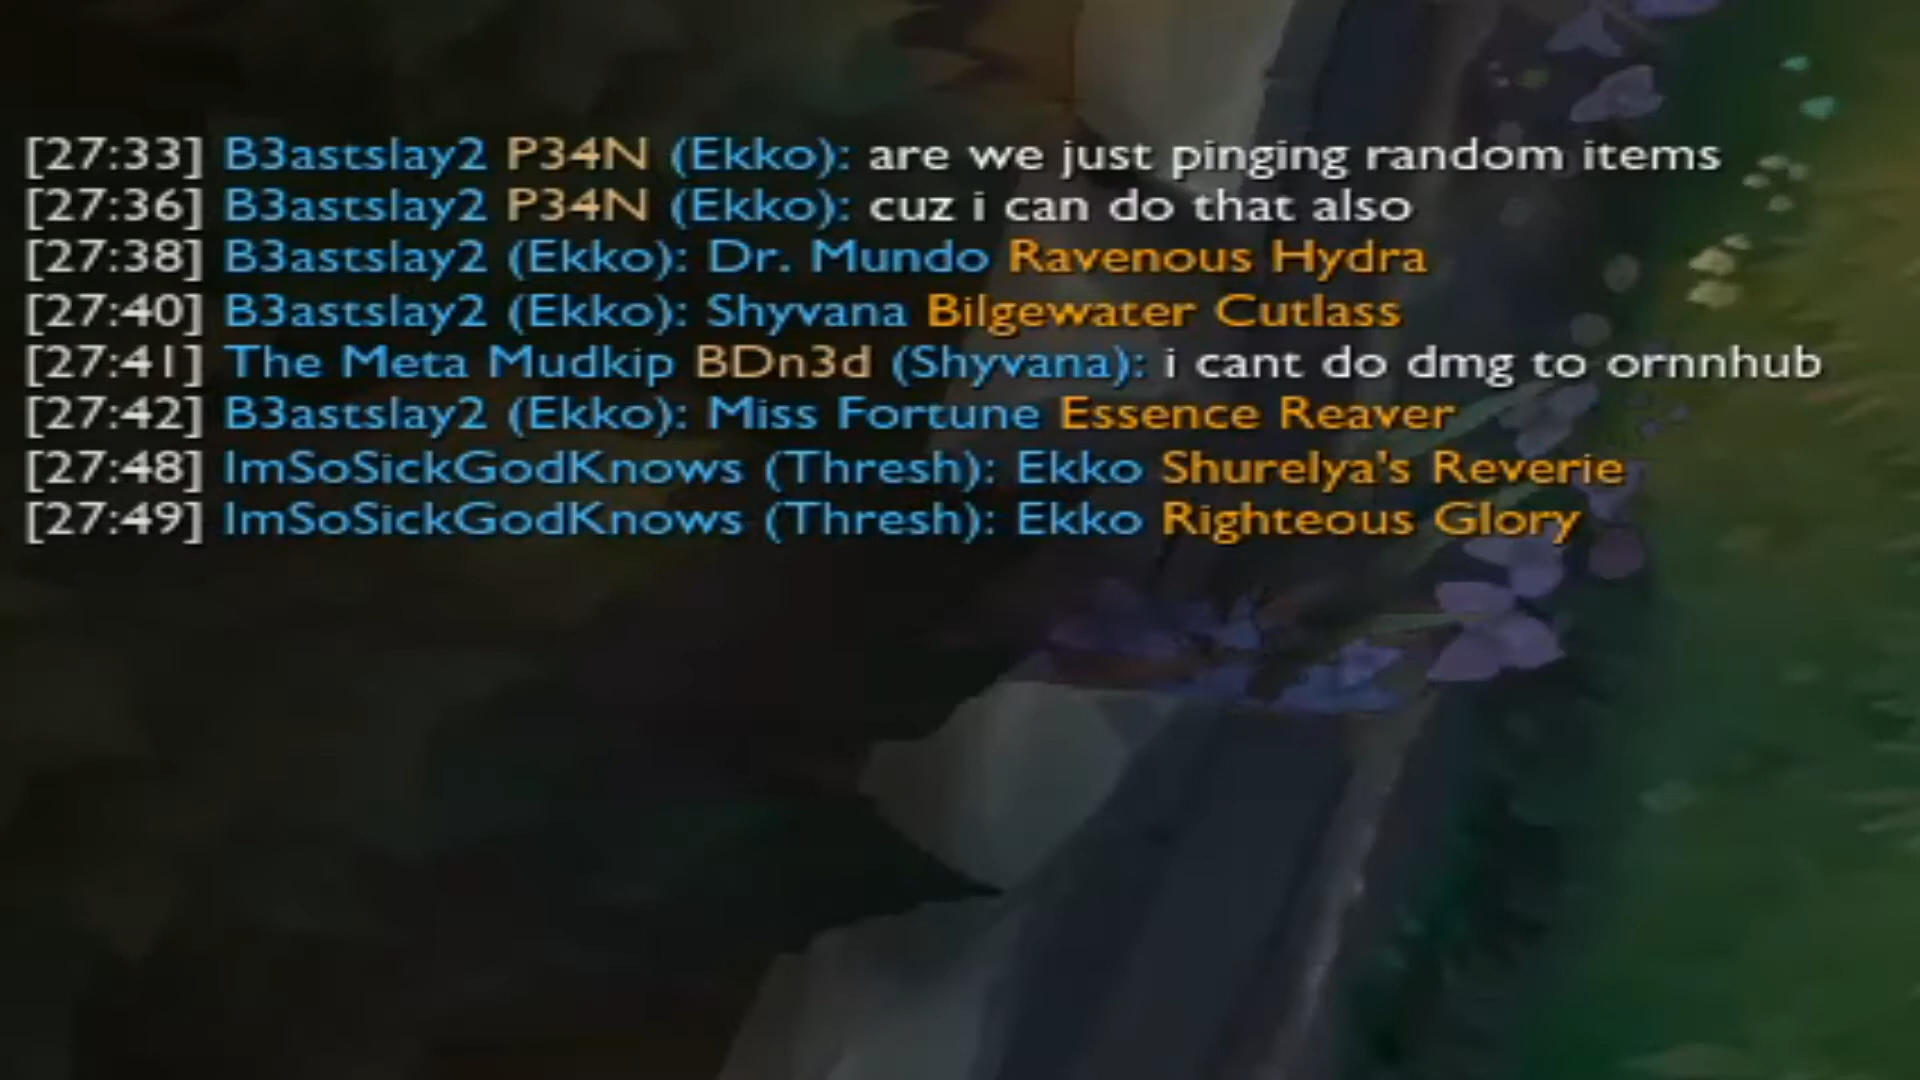 [27:33] B3astslay2 P34N (Ekko): are we just pinging random items
[27:36] B3astslay2 P34N (Ekko): cuz i can do that also
[27:38] B3astslay2 (Ekko): Dr. Mundo Ravenous Hydra
[27:40] B3astslay2 (Ekko): Shyvana Bilgewater Cutlass
[27:41] The Meta Mudkip BDn3d (Shyvana): i cant do dmg to ornnhub
[27:42] B3astslay2 (Ekko): Miss Fortune Essence Reaver
[27:48] ImSoSickGodKnows (Thresh): Ekko Shurelya's Reverie
[27:49] ImSoSickGodKnows (Thresh): Ekko Righteous Glory